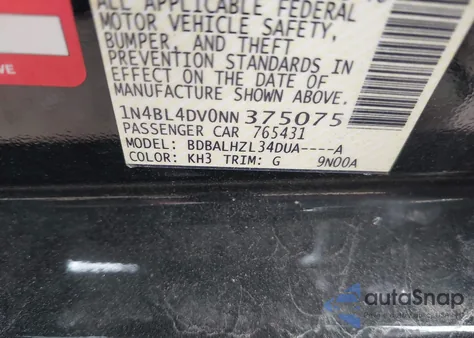 ALL APPLICABLE FEDERAL
MOTOR VEHICLE SAFETY,
BUMPER, AND THEFT
PREVENTION STANDARDS IN
EFFECT ON THE DATE OF
MANUFACTURE SHOWN ABOVE.
1N4BL4DV0NN375075
PASSENGER CAR 765431
MODEL: BDBALHZL34DUA----A
COLOR: KH3 TRIM: G 9N00A
autoSnap